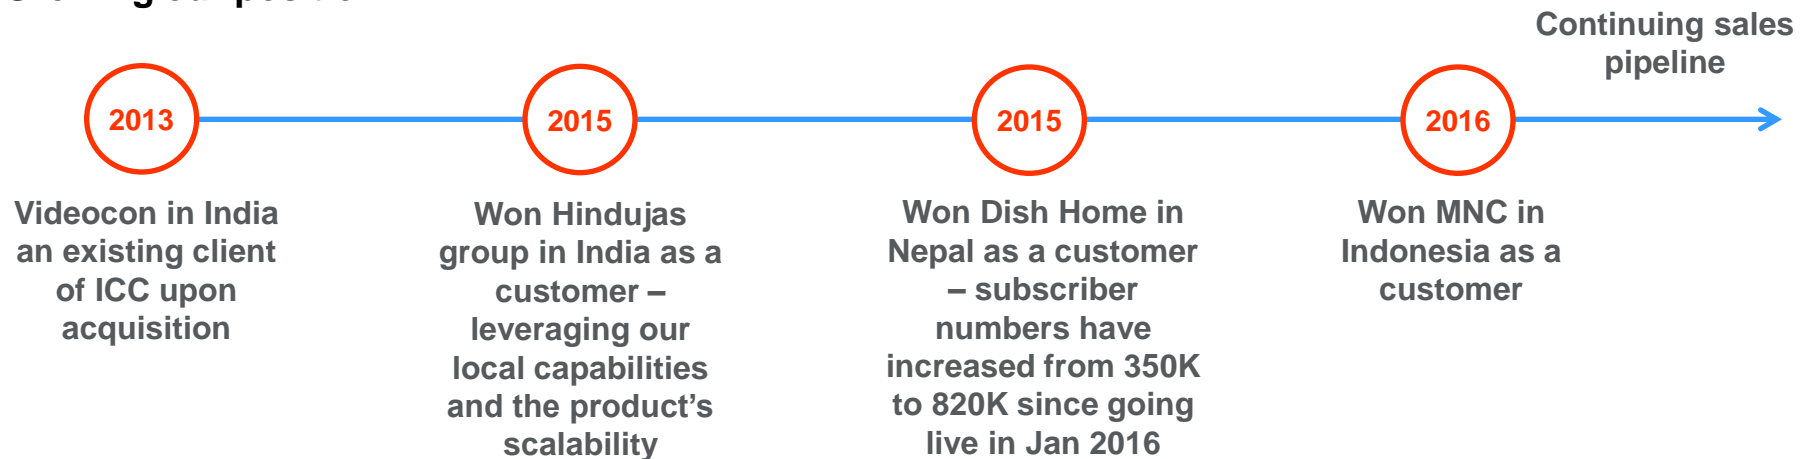 Continuing sales
pipeline
2013
2015
2015
2016
Videocon in India
an existing client
of ICC upon
acquisition
Won Hindujas
group in India as a
customer –
leveraging our
local capabilities
and the product’s
scalability
Won Dish Home in
Nepal as a customer
– subscriber
numbers have
increased from 350K
to 820K since going
live in Jan 2016
Won MNC in
Indonesia as a
customer